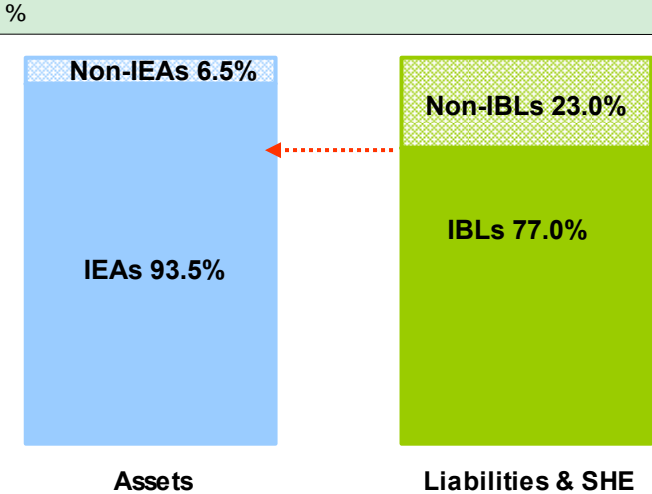 %
Non-IEAs 6.5%
Non-IBLs 23.0%
IBLs 77.0%
IEAs 93.5%
Assets
Liabilities & SHE